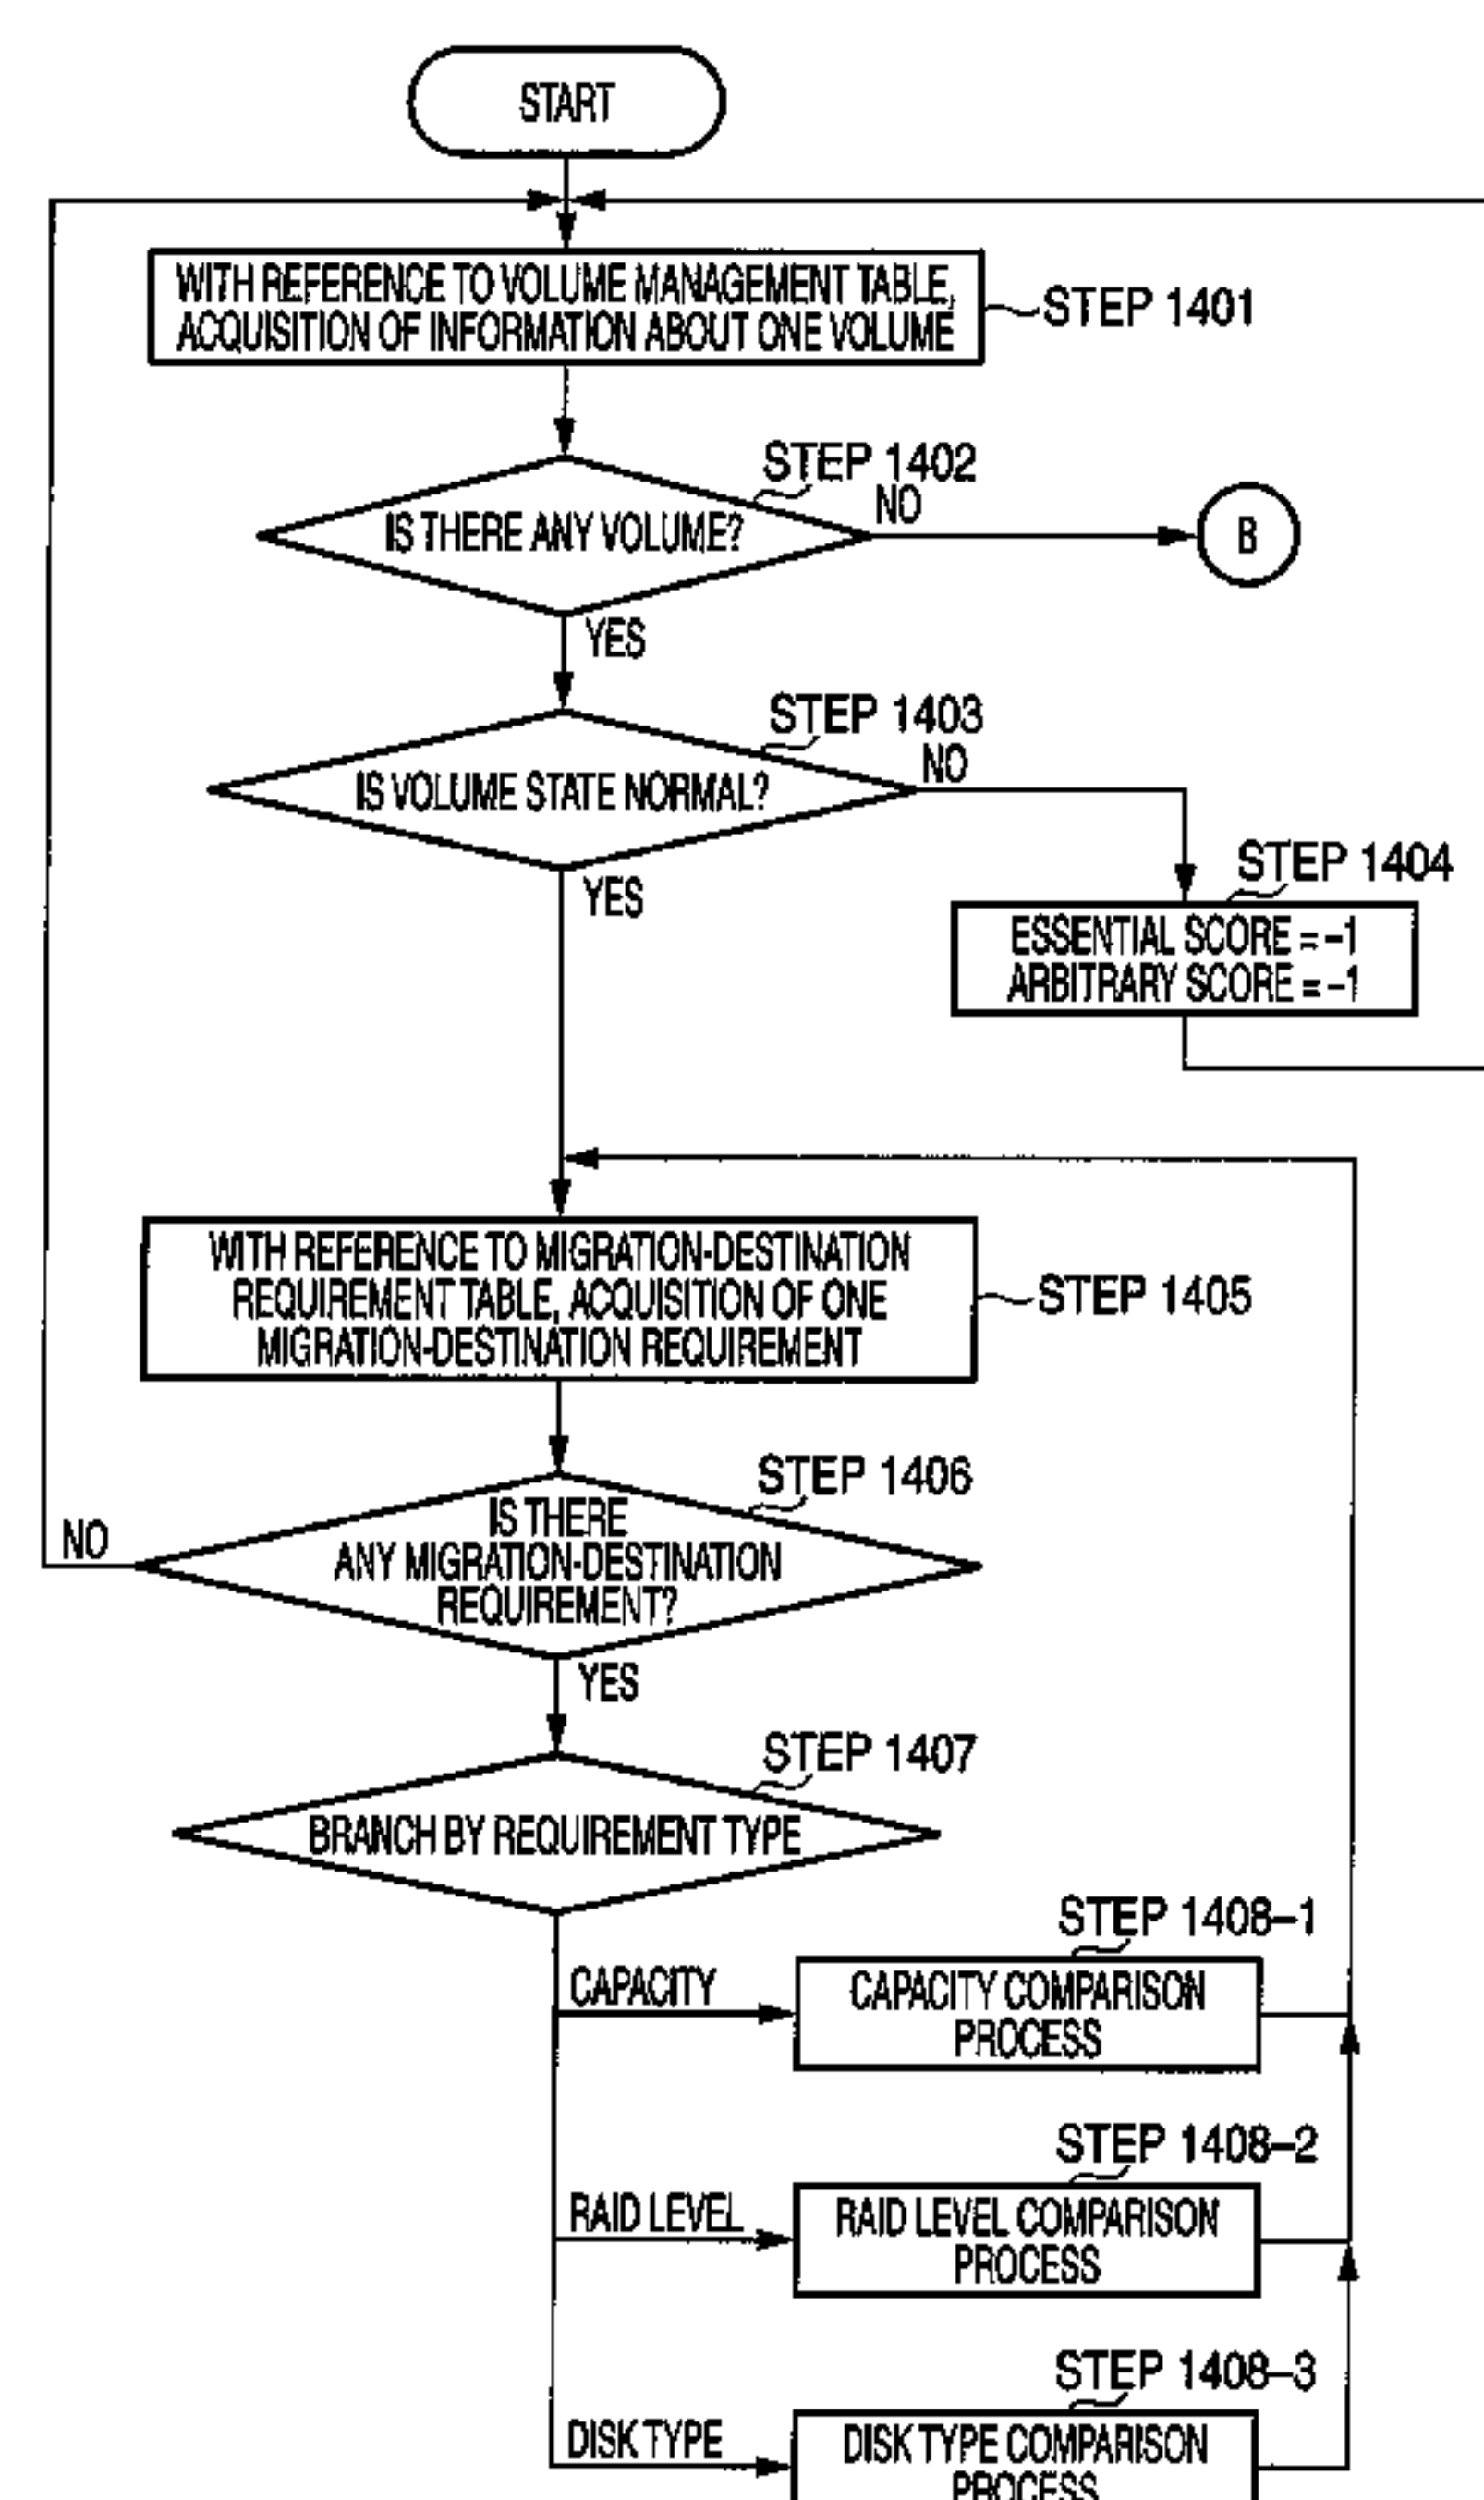 START
WITH REFERENCE TO VOLUME MANAGEMENT TABLE,
ACQUISITION OF INFORMATION ABOUT ONE VOLUME
STEP 1401
STEP 1402
NO
IS THERE ANY VOLUME?
B
YES
STEP 1403
NO
IS VOLUME STATE NORMAL?
YES
STEP 1404
ESSENTIAL SCORE = -1
ARBITRARY SCORE = -1
WITH REFERENCE TO MIGRATION-DESTINATION
REQUIREMENT TABLE, ACQUISITION OF ONE
MIGRATION-DESTINATION REQUIREMENT
STEP 1405
STEP 1406
NO
IS THERE
ANY MIGRATION-DESTINATION
REQUIREMENT?
YES
STEP 1407
BRANCH BY REQUIREMENT TYPE
STEP 1408-1
CAPACITY
CAPACITY COMPARISON
PROCESS
STEP 1408-2
RAID LEVEL
RAID LEVEL COMPARISON
PROCESS
STEP 1408-3
DISK TYPE
DISK TYPE COMPARISON
PROCESS